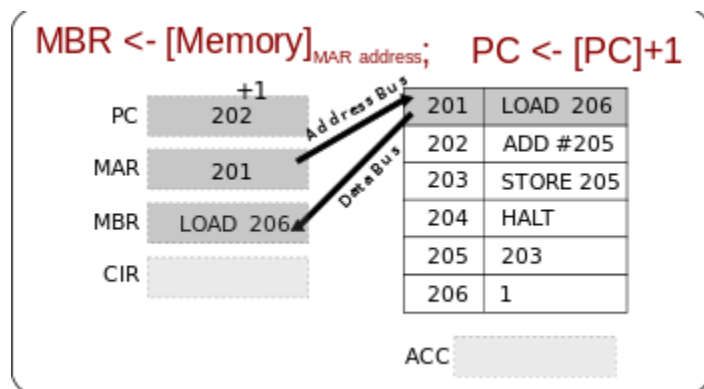 MBR <- [Memory]MAR address; PC <- [PC]+1
+1
PC 202
MAR 201
MBR LOAD 206
CIR
Address Bus
Data Bus
201 LOAD 206
202 ADD #205
203 STORE 205
204 HALT
205 203
206 1
ACC